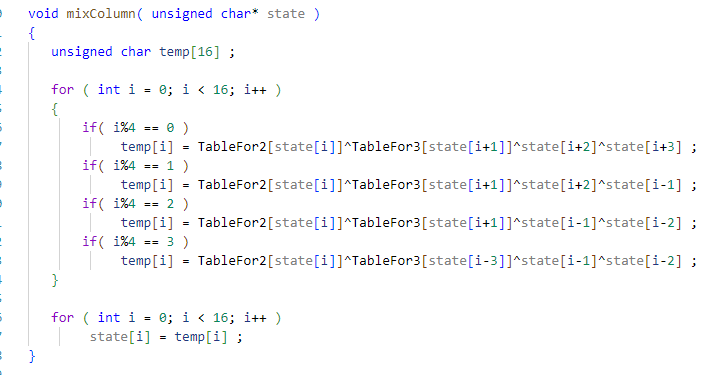 void mixColumn( unsigned char* state )
{
unsigned char temp[16] ;
for ( int i = 0; i < 16; i++ )
{
if( i%4 == 0 )
temp[i] = TableFor2[state[i]]^TableFor3[state[i+1]]^state[i+2]^state[i+3] ;
if( i%4 == 1 )
temp[i] = TableFor2[state[i]]^TableFor3[state[i+1]]^state[i+2]^state[i-1] ;
if( i%4 == 2 )
temp[i] = TableFor2[state[i]]^TableFor3[state[i+1]]^state[i-1]^state[i-2] ;
if( i%4 == 3 )
temp[i] = TableFor2[state[i]]^TableFor3[state[i-3]]^state[i-1]^state[i-2] ;
}
for ( int i = 0; i < 16; i++ )
state[i] = temp[i] ;
}